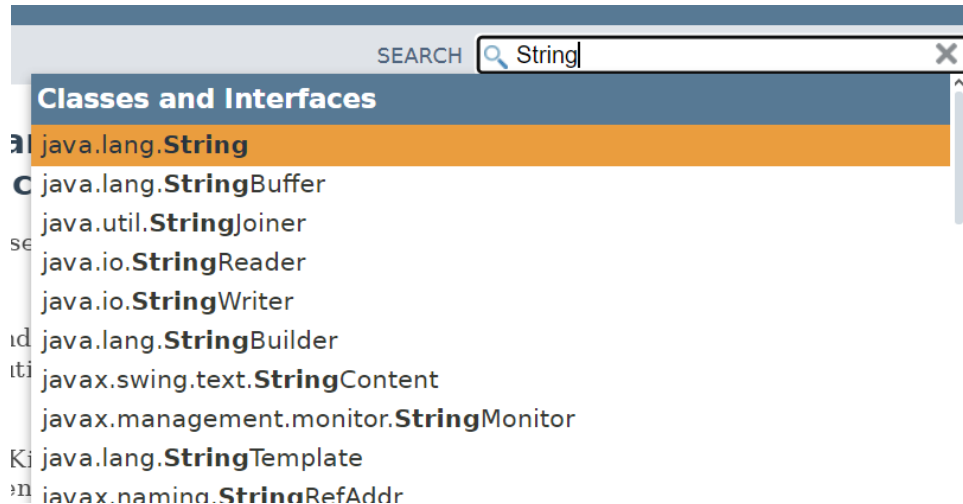 SEARCH String
Classes and Interfaces
java.lang.String
java.lang.StringBuffer
java.util.StringJoiner
java.io.StringReader
java.io.StringWriter
java.lang.StringBuilder
javax.swing.text.StringContent
javax.management.monitor.StringMonitor
java.lang.StringTemplate
javax.naming.StringRefAddr